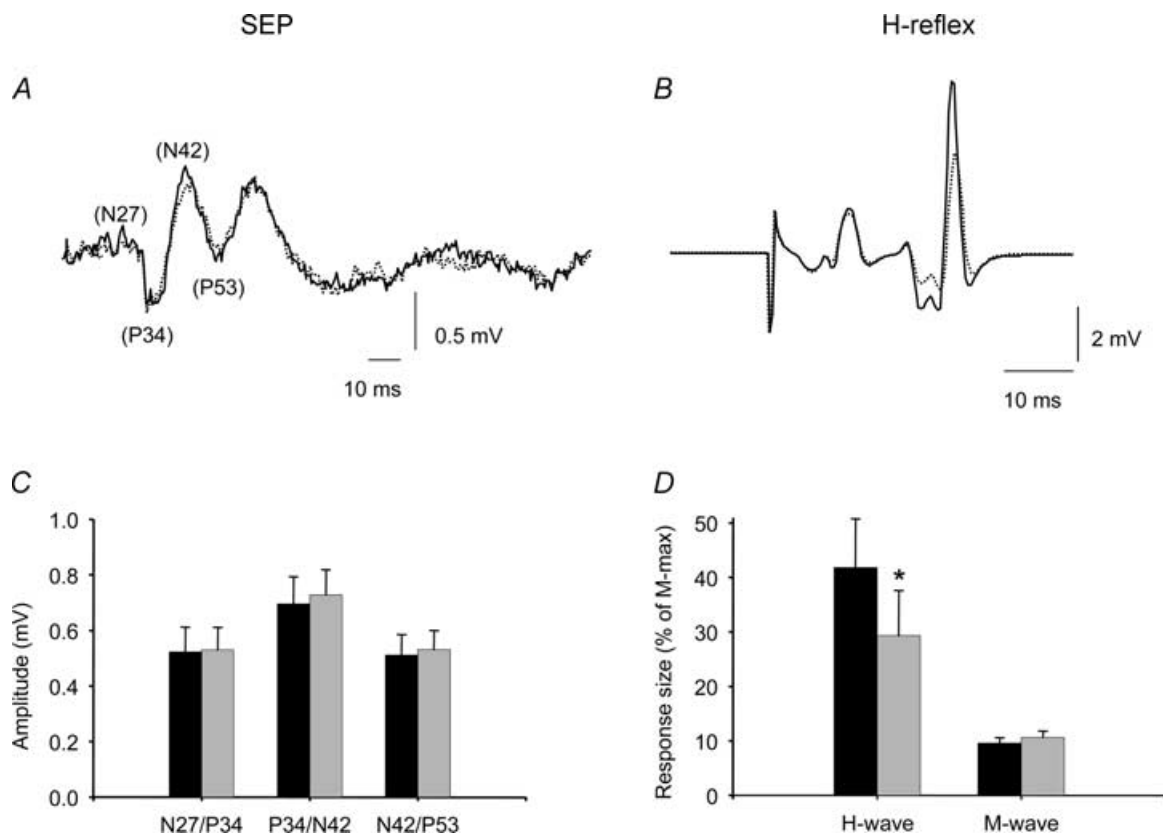 SEP
H-reflex
A
B
(N42)
(N27)
(P53)
(P34)
0.5 mV
10 ms
2 mV
10 ms
C
D
Amplitude (mV)
1.0
0.8
0.6
0.4
0.2
0.0
N27/P34 P34/N42 N42/P53
Response size (% of M-max)
50
40
30
20
10
0
*
H-wave M-wave